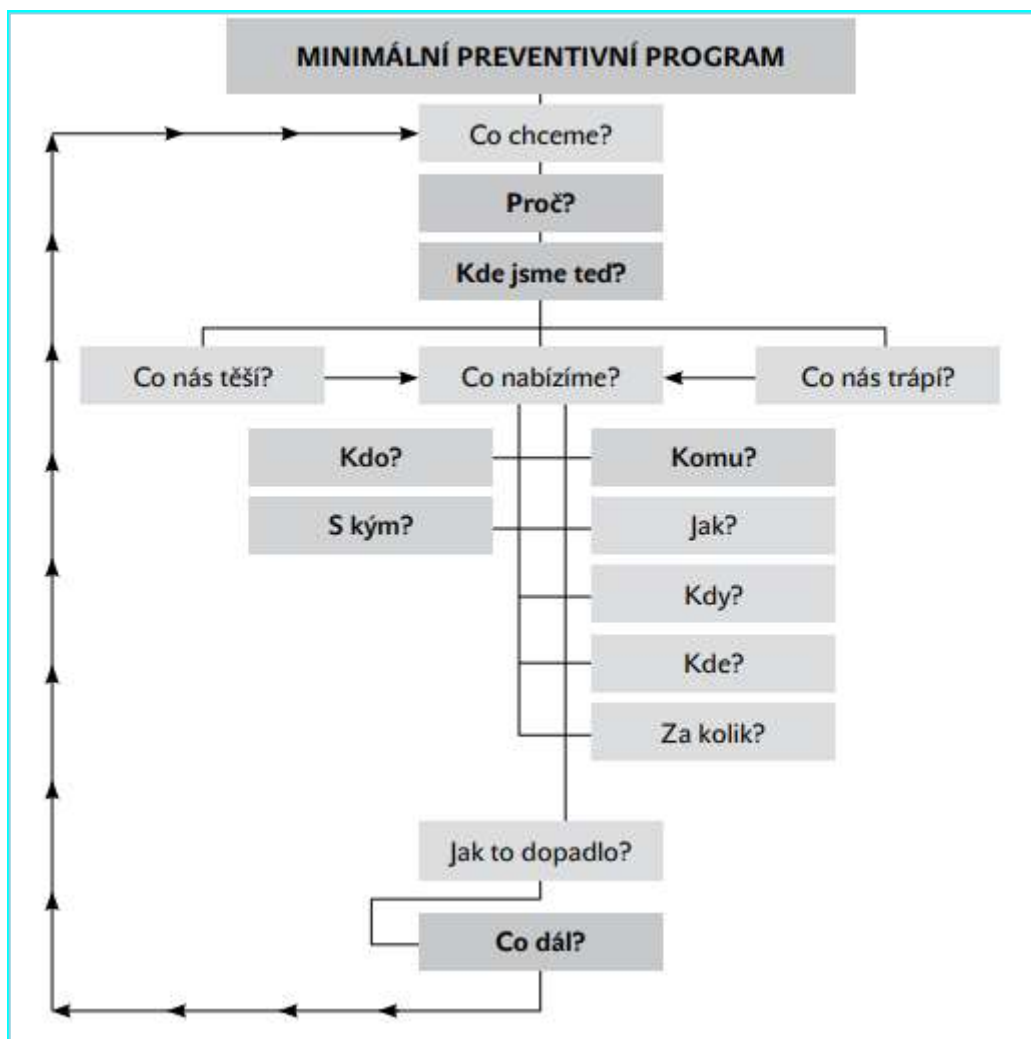 MINIMÁLNÍ PREVENTIVNÍ PROGRAM
Co chceme?
Proč?
Kde jsme teď?
Co nás těší?
Co nabízíme?
Co nás trápí?
Kdo?
Komu?
S kým?
Jak?
Kdy?
Kde?
Za kolik?
Jak to dopadlo?
Co dál?